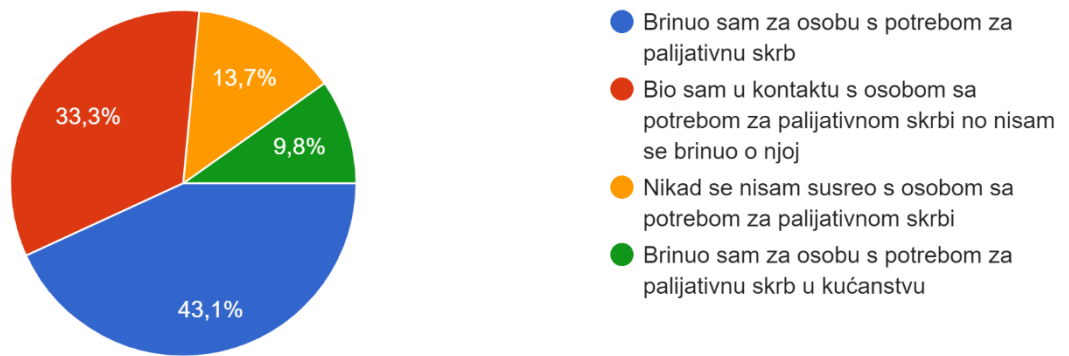 33,3%
13,7%
9,8%
43,1%
Brinuo sam za osobu s potrebom za
palijativnu skrb
Bio sam u kontaktu s osobom sa
potrebom za palijativnom skrbi no nisam
se brinuo o njoj
Nikad se nisam susreo s osobom sa
potrebom za palijativnom skrbi
Brinuo sam za osobu s potrebom za
palijativnu skrb u kućanstvu